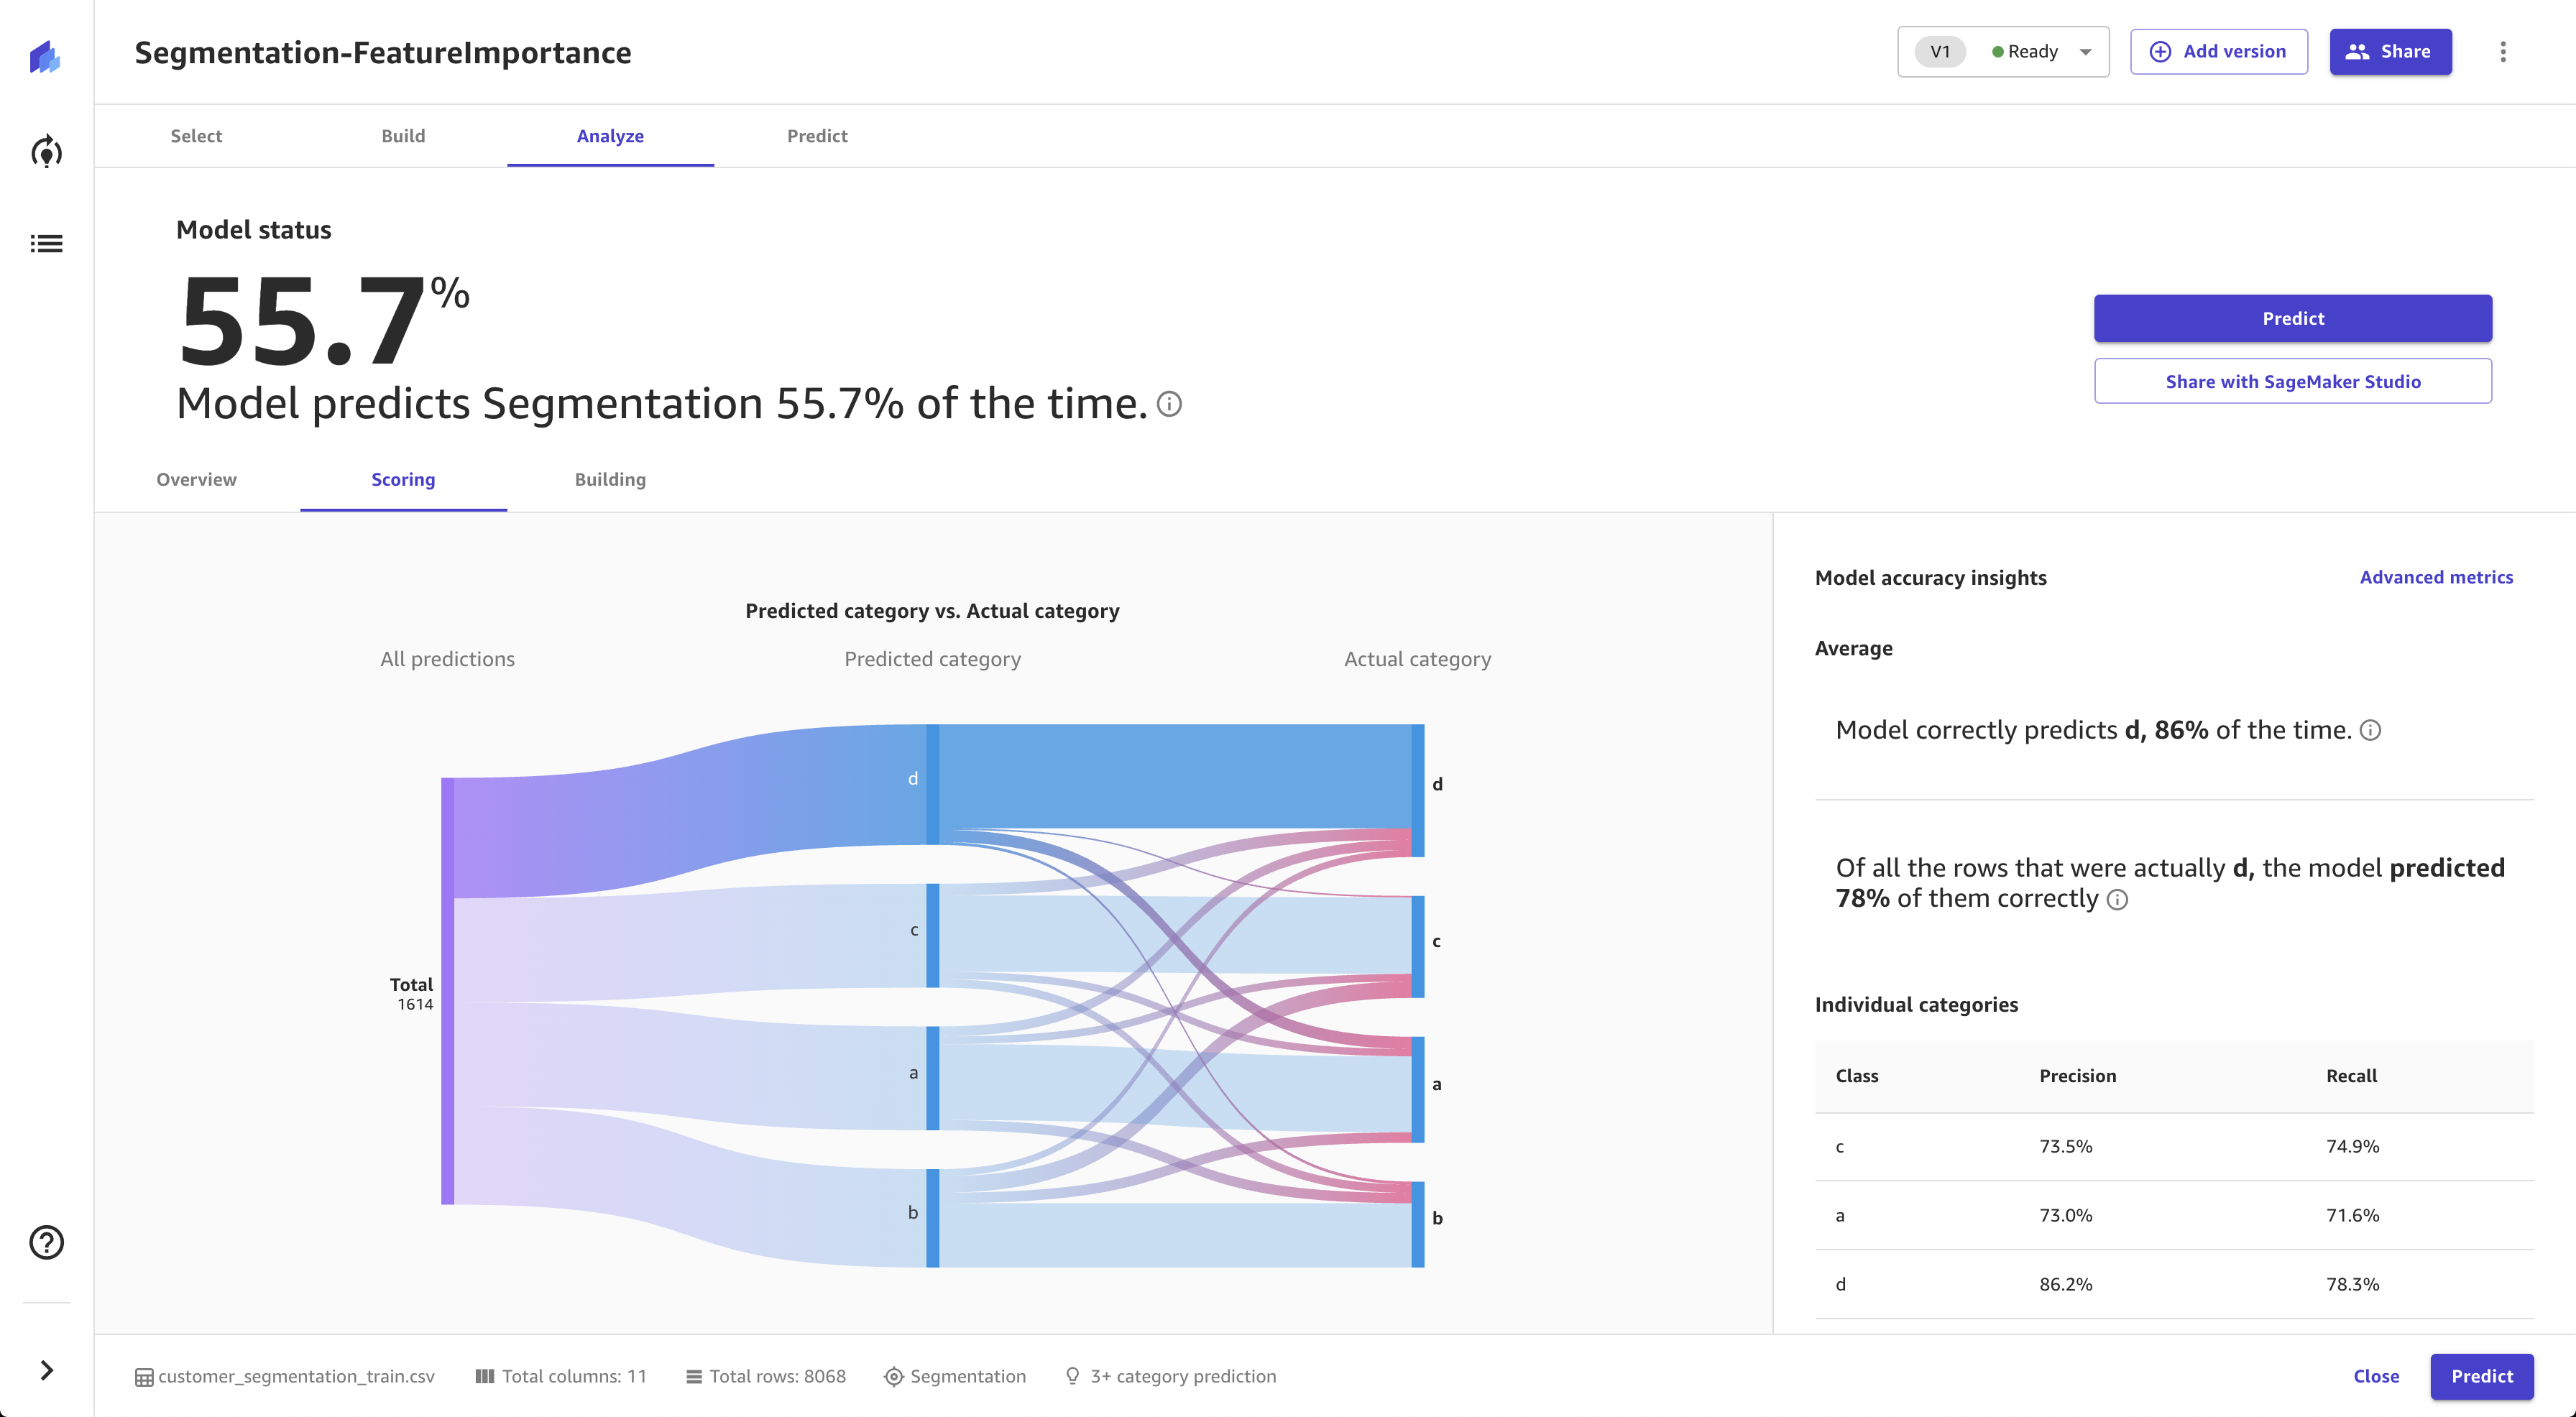 Segmentation-FeatureImportance
V1 Ready
Add version
Share
Select
Build
Analyze
Predict
Model status
55.7%
Model predicts Segmentation 55.7% of the time.
Predict
Share with SageMaker Studio
Overview
Scoring
Building
Predicted category vs. Actual category
All predictions
Predicted category
Actual category
Total
1614
d
c
a
b
d
c
a
b
Model accuracy insights
Advanced metrics
Average
Model correctly predicts d, 86% of the time.
Of all the rows that were actually d, the model predicted
78% of them correctly
Individual categories
Class Precision Recall
c 73.5% 74.9%
a 73.0% 71.6%
d 86.2% 78.3%
customer_segmentation_train.csv
Total columns: 11
Total rows: 8068
Segmentation
3+ category prediction
Close
Predict